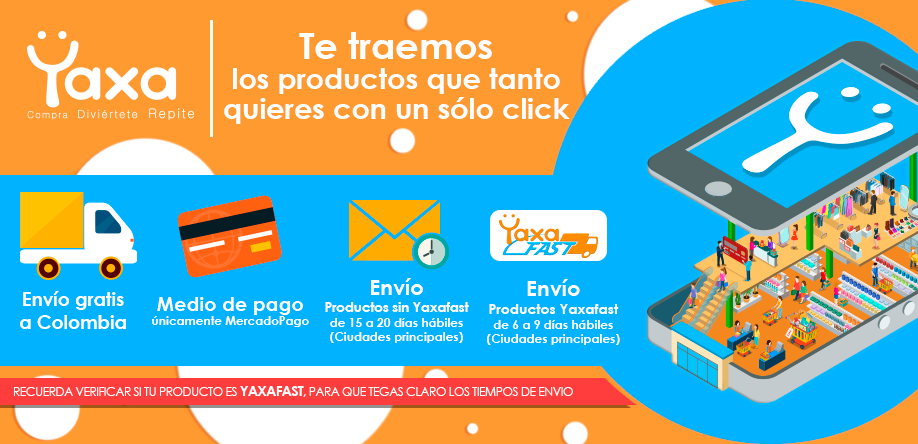 Yaxa
Compra Diviértete Repite
Te traemos
los productos que tanto
quieres con un sólo click
Envío gratis
a Colombia
Medio de pago
únicamente MercadoPago
Envío
Productos sin Yaxafast
de 15 a 20 días hábiles
(Ciudades principales)
Yaxa
FAST
Envío
Productos Yaxafast
de 6 a 9 días hábiles
(Ciudades principales)
RECUERDA VERIFICAR SI TU PRODUCTO ES YAXAFAST, PARA QUE TEGAS CLARO LOS TIEMPOS DE ENVIO